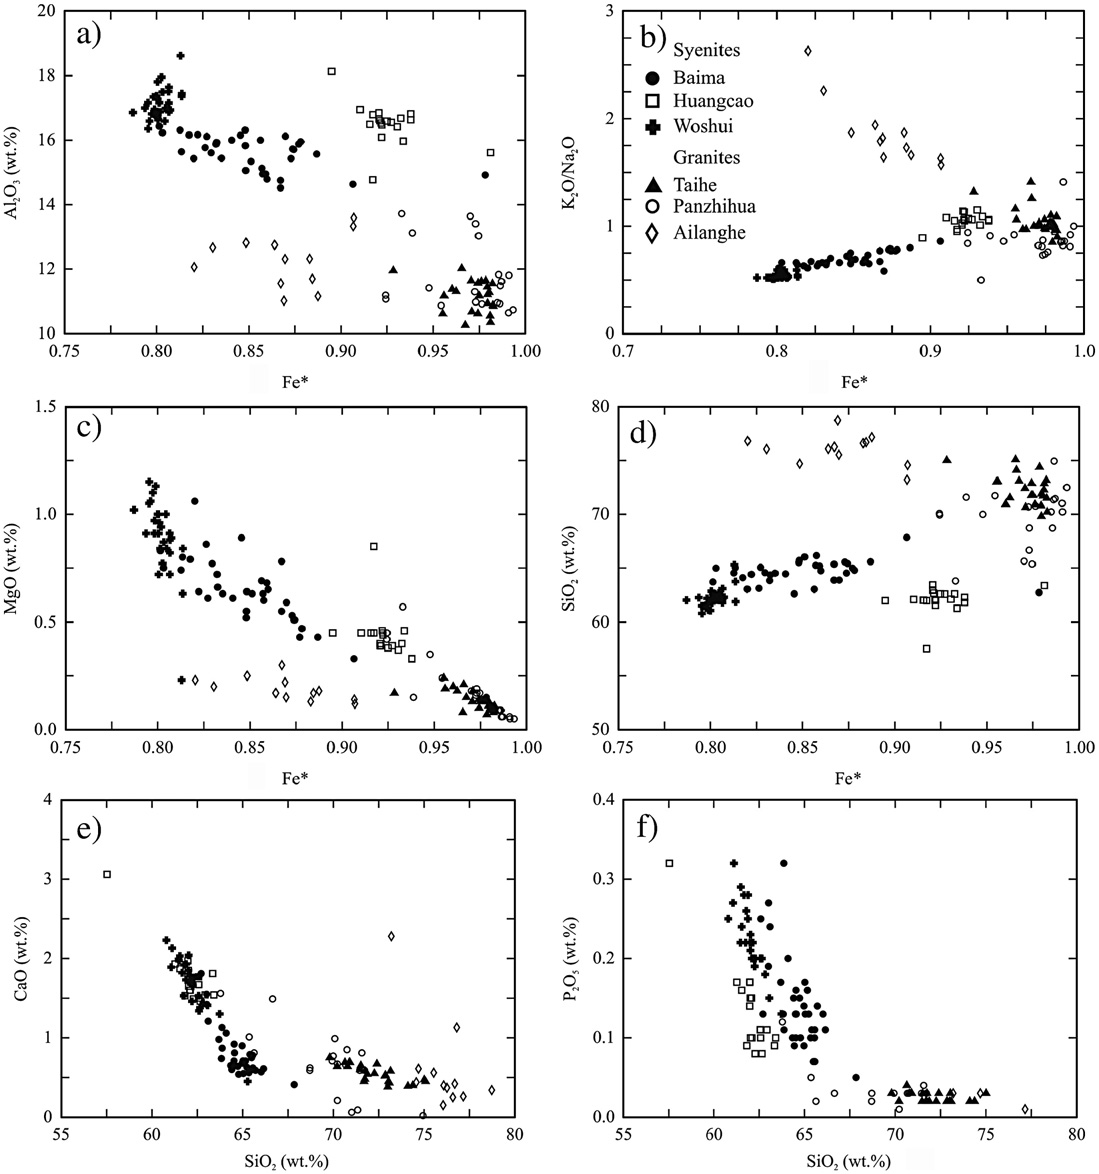 a)
20
18
16
14
12
10
Al2O3 (wt.%)
0.75 0.80 0.85 0.90 0.95 1.00
Fe*
b)
3
2
1
0
K2O/Na2O
Syenites
Baima
Huangcao
Woshui
Granites
Taihe
Panzhihua
Ailanghe
0.7 0.8 0.9 1.0
Fe*
c)
1.5
1.0
0.5
0.0
MgO (wt.%)
0.75 0.80 0.85 0.90 0.95 1.00
Fe*
d)
80
70
60
50
SiO2 (wt.%)
0.75 0.80 0.85 0.90 0.95 1.00
Fe*
e)
4
3
2
1
0
CaO (wt.%)
55 60 65 70 75 80
SiO2 (wt.%)
f)
0.4
0.3
0.2
0.1
0.0
P2O5 (wt.%)
55 60 65 70 75 80
SiO2 (wt.%)